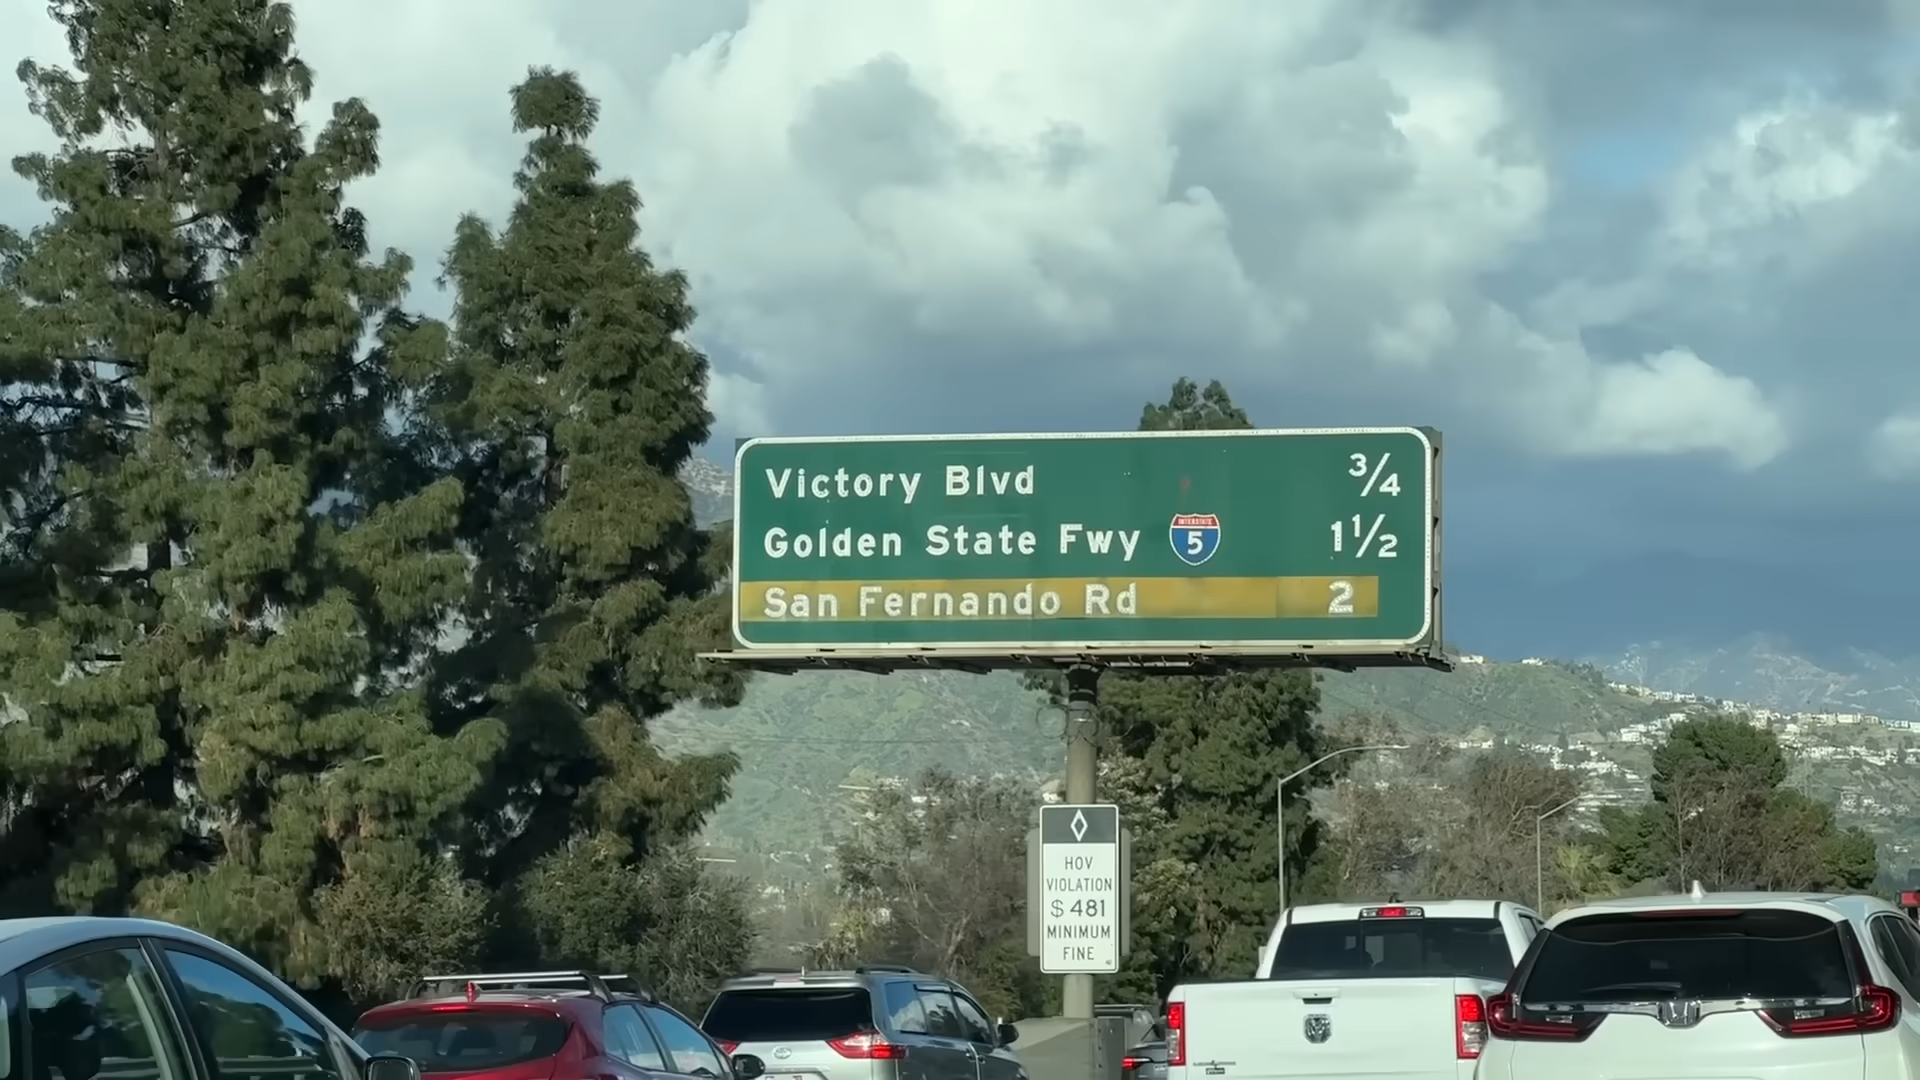 Victory Blvd ¾
Golden State Fwy INTERSTATE 5 1½
San Fernando Rd 2
HOV
VIOLATION
$481
MINIMUM
FINE